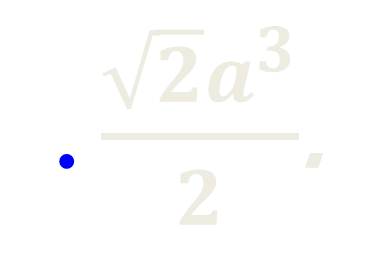 • √2a³/2 .